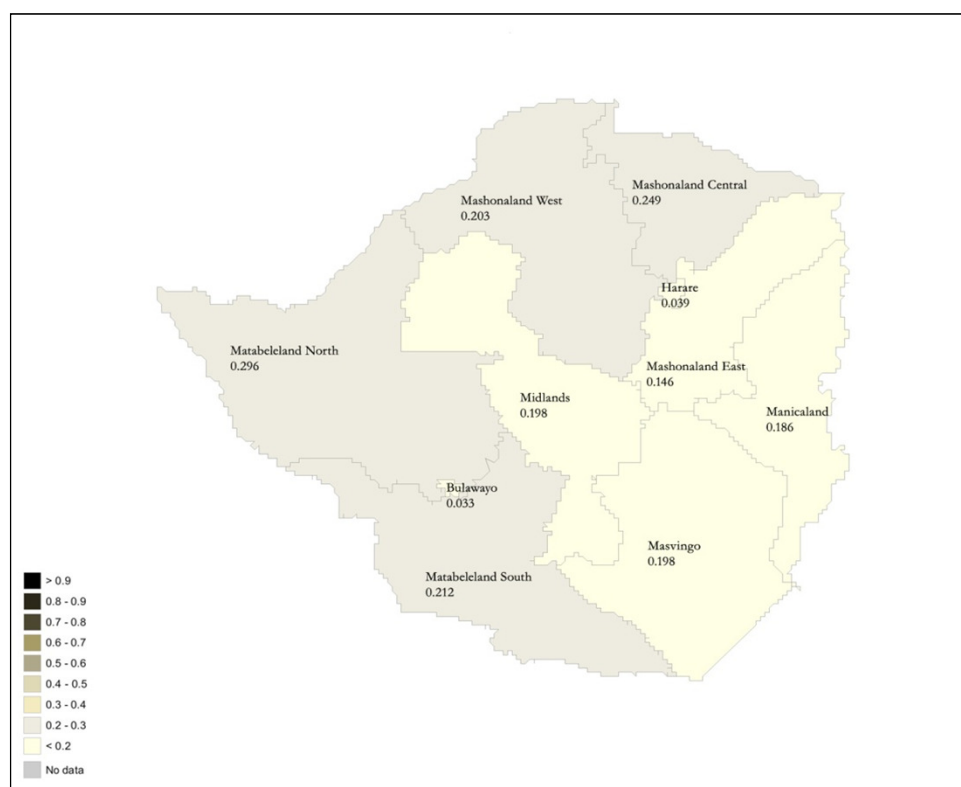 Mashonaland Central
0.249
Mashonaland West
0.203
Harare
0.039
Matabeleland North
0.296
Mashonaland East
0.146
Midlands
0.198
Manicaland
0.186
Bulawayo
0.033
Masvingo
0.198
Matabeleland South
0.212
> 0.9
0.8 - 0.9
0.7 - 0.8
0.6 - 0.7
0.5 - 0.6
0.4 - 0.5
0.3 - 0.4
0.2 - 0.3
< 0.2
No data